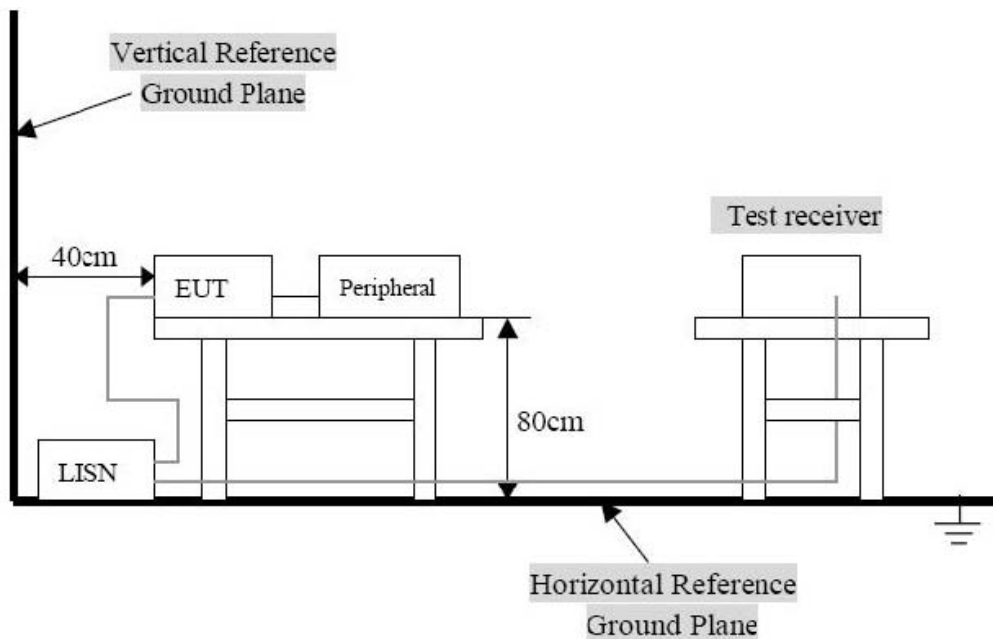 Vertical Reference
Ground Plane
Test receiver
40cm
EUT
Peripheral
80cm
LISN
Horizontal Reference
Ground Plane